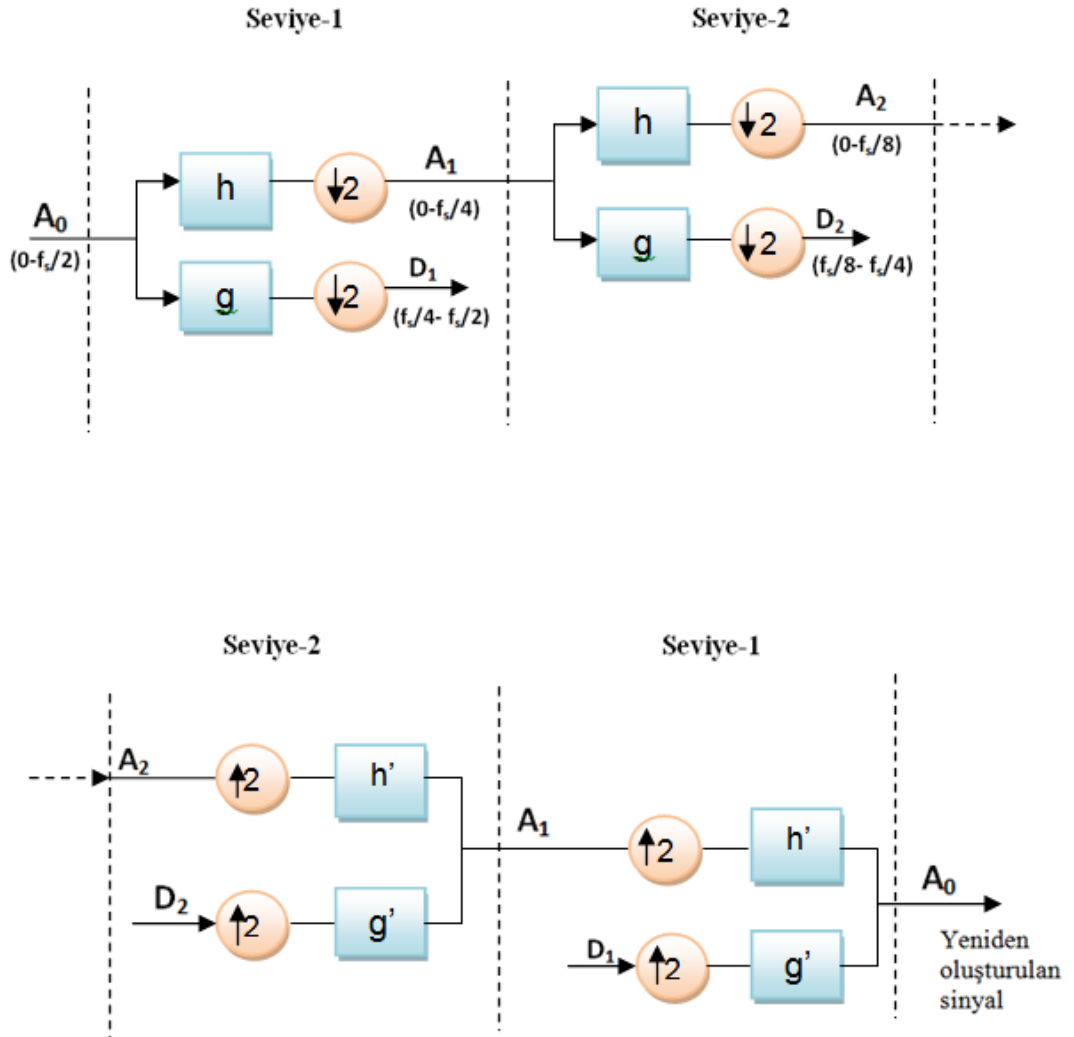 Seviye-1
Seviye-2
h
↓2
A₂
(0-fₛ/8)
h
↓2
A₁
(0-fₛ/4)
A₀
(0-fₛ/2)
g
↓2
D₂
(fₛ/8- fₛ/4)
g
↓2
D₁
(fₛ/4- fₛ/2)
Seviye-2
Seviye-1
A₂
↑2
h’
A₁
↑2
h’
A₀
D₂
↑2
g’
D₁
↑2
g’
Yeniden
oluşturulan
sinyal